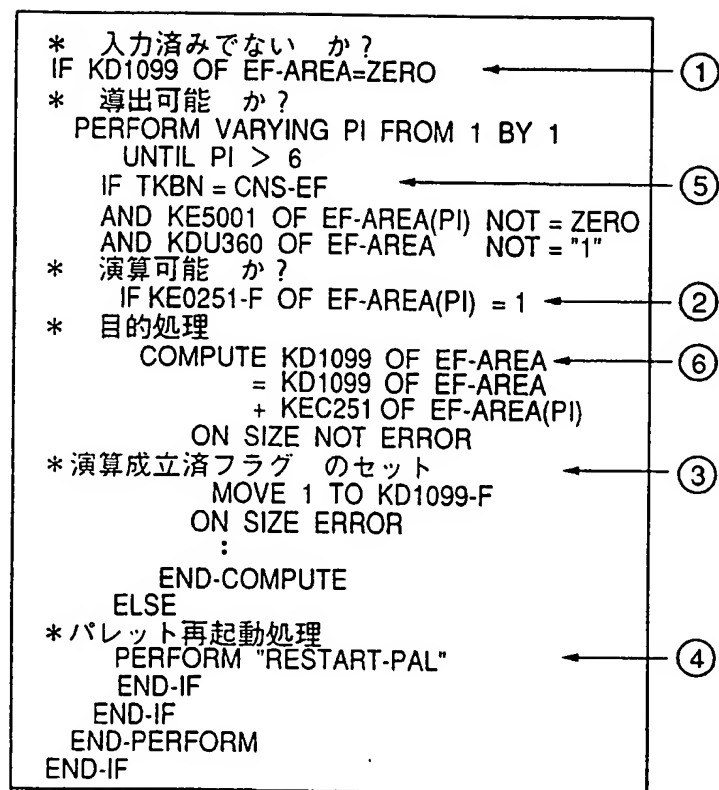 * 入力済みでない か?
IF KD1099 OF EF-AREA=ZERO ①
* 導出可能 か?
PERFORM VARYING PI FROM 1 BY 1
UNTIL PI > 6
IF TKBN = CNS-EF ⑤
AND KE5001 OF EF-AREA(PI) NOT = ZERO
AND KDU360 OF EF-AREA NOT = "1"
* 演算可能 か?
IF KE0251-F OF EF-AREA(PI) = 1 ②
* 目的処理
COMPUTE KD1099 OF EF-AREA ⑥
= KD1099 OF EF-AREA
+ KEC251 OF EF-AREA(PI)
ON SIZE NOT ERROR
*演算成立済フラグ のセット ③
MOVE 1 TO KD1099-F
ON SIZE ERROR
:
END-COMPUTE
ELSE
*パレット再起動処理
PERFORM "RESTART-PAL" ④
END-IF
END-IF
END-PERFORM
END-IF